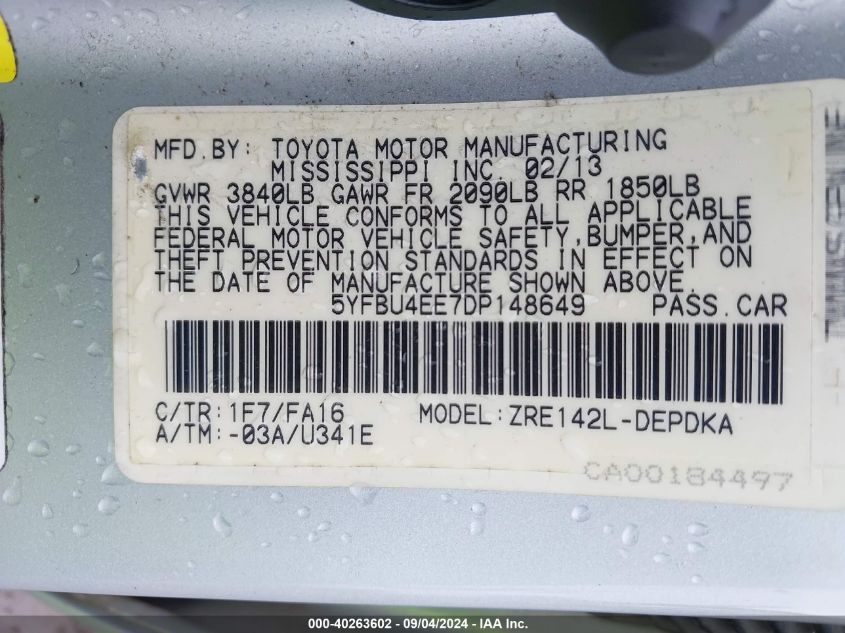 MFD.BY: TOYOTA MOTOR MANUFACTURING
MISSISSIPPI INC. 02/13
GVWR 3840LB GAWR FR 2090LB RR 1850LB
THIS VEHICLE CONFORMS TO ALL APPLICABLE
FEDERAL MOTOR VEHICLE SAFETY,BUMPER,AND
THEFT PREVENTION STANDARDS IN EFFECT ON
THE DATE OF MANUFACTURE SHOWN ABOVE.
5YFBU4EE7DP148649 PASS.CAR
C/TR:1F7/FA16 MODEL:ZRE142L-DEPDKA
A/TM:-03A/U341E
CA00184497
000-40263602 - 09/04/2024 - IAA Inc.